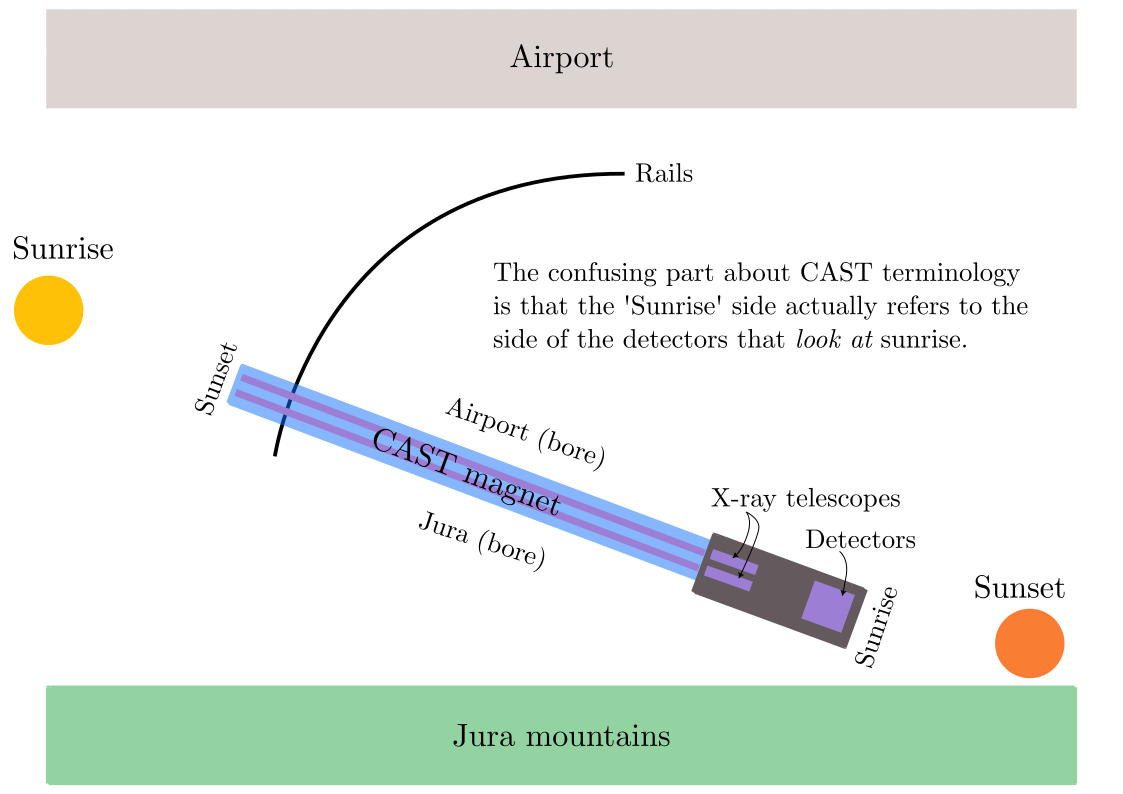 Airport
Rails
Sunrise
The confusing part about CAST terminology
is that the 'Sunrise' side actually refers to the
side of the detectors that look at sunrise.
Sunset
Airport (bore)
CAST magnet
Jura (bore)
X-ray telescopes
Detectors
Sunset
Sunrise
Jura mountains